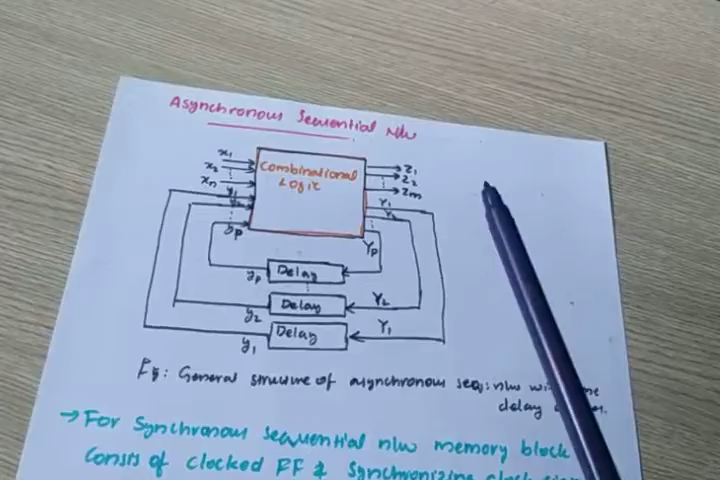 Asynchronous Sequential n/w
x1
x2
xn
y1
y2
yp
Combinational
Logic
Z1
Z2
Zm
Y1
Y2
Yp
Delay
yp
Delay
y2
Y2
Delay
y1
Y1
Fig: General structure of asynchronous seq: n/w
delay
→ For Synchronous sequential n/w memory block
Consis of clocked FF & Synchronizing